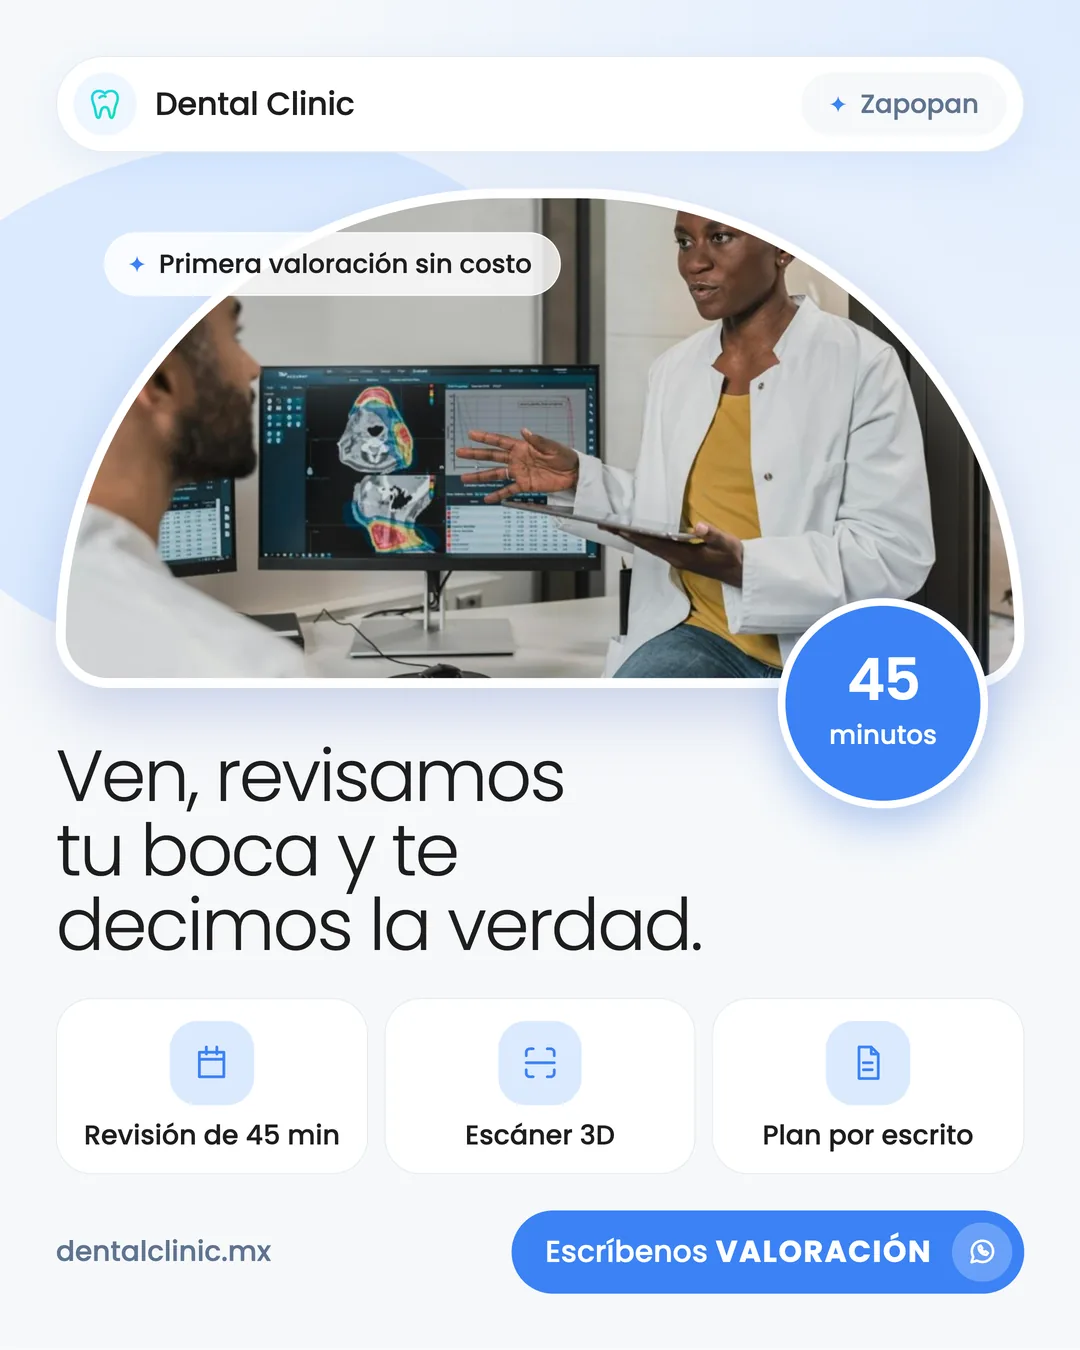 Dental Clinic
Zapopan
Primera valoración sin costo
45
minutos
Ven, revisamos
tu boca y te
decimos la verdad.
Revisión de 45 min
Escáner 3D
Plan por escrito
dentalclinic.mx
Escríbenos VALORACIÓN